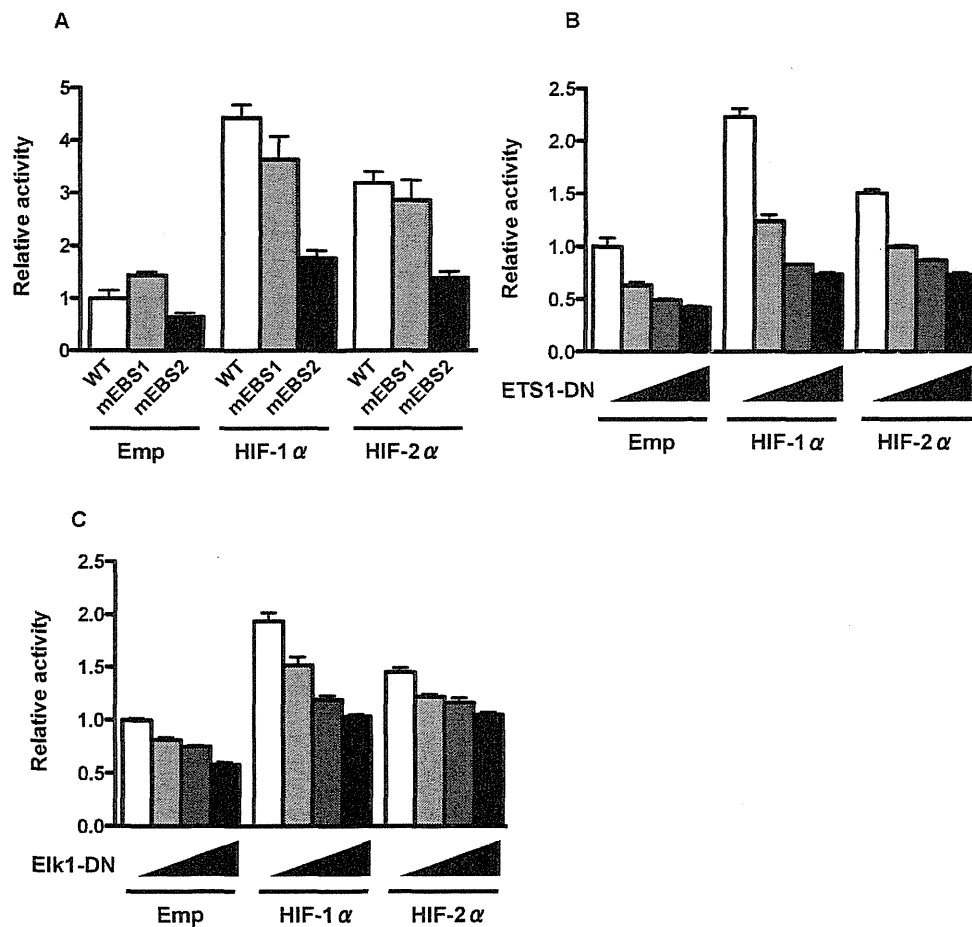 A
Relative activity
5
4
3
2
1
0
WT
mEBS1
mEBS2
WT
mEBS1
mEBS2
WT
mEBS1
mEBS2
Emp
HIF-1α
HIF-2α
B
Relative activity
2.5
2.0
1.5
1.0
0.5
0.0
ETS1-DN
Emp
HIF-1α
HIF-2α
C
Relative activity
2.5
2.0
1.5
1.0
0.5
0.0
Elk1-DN
Emp
HIF-1α
HIF-2α